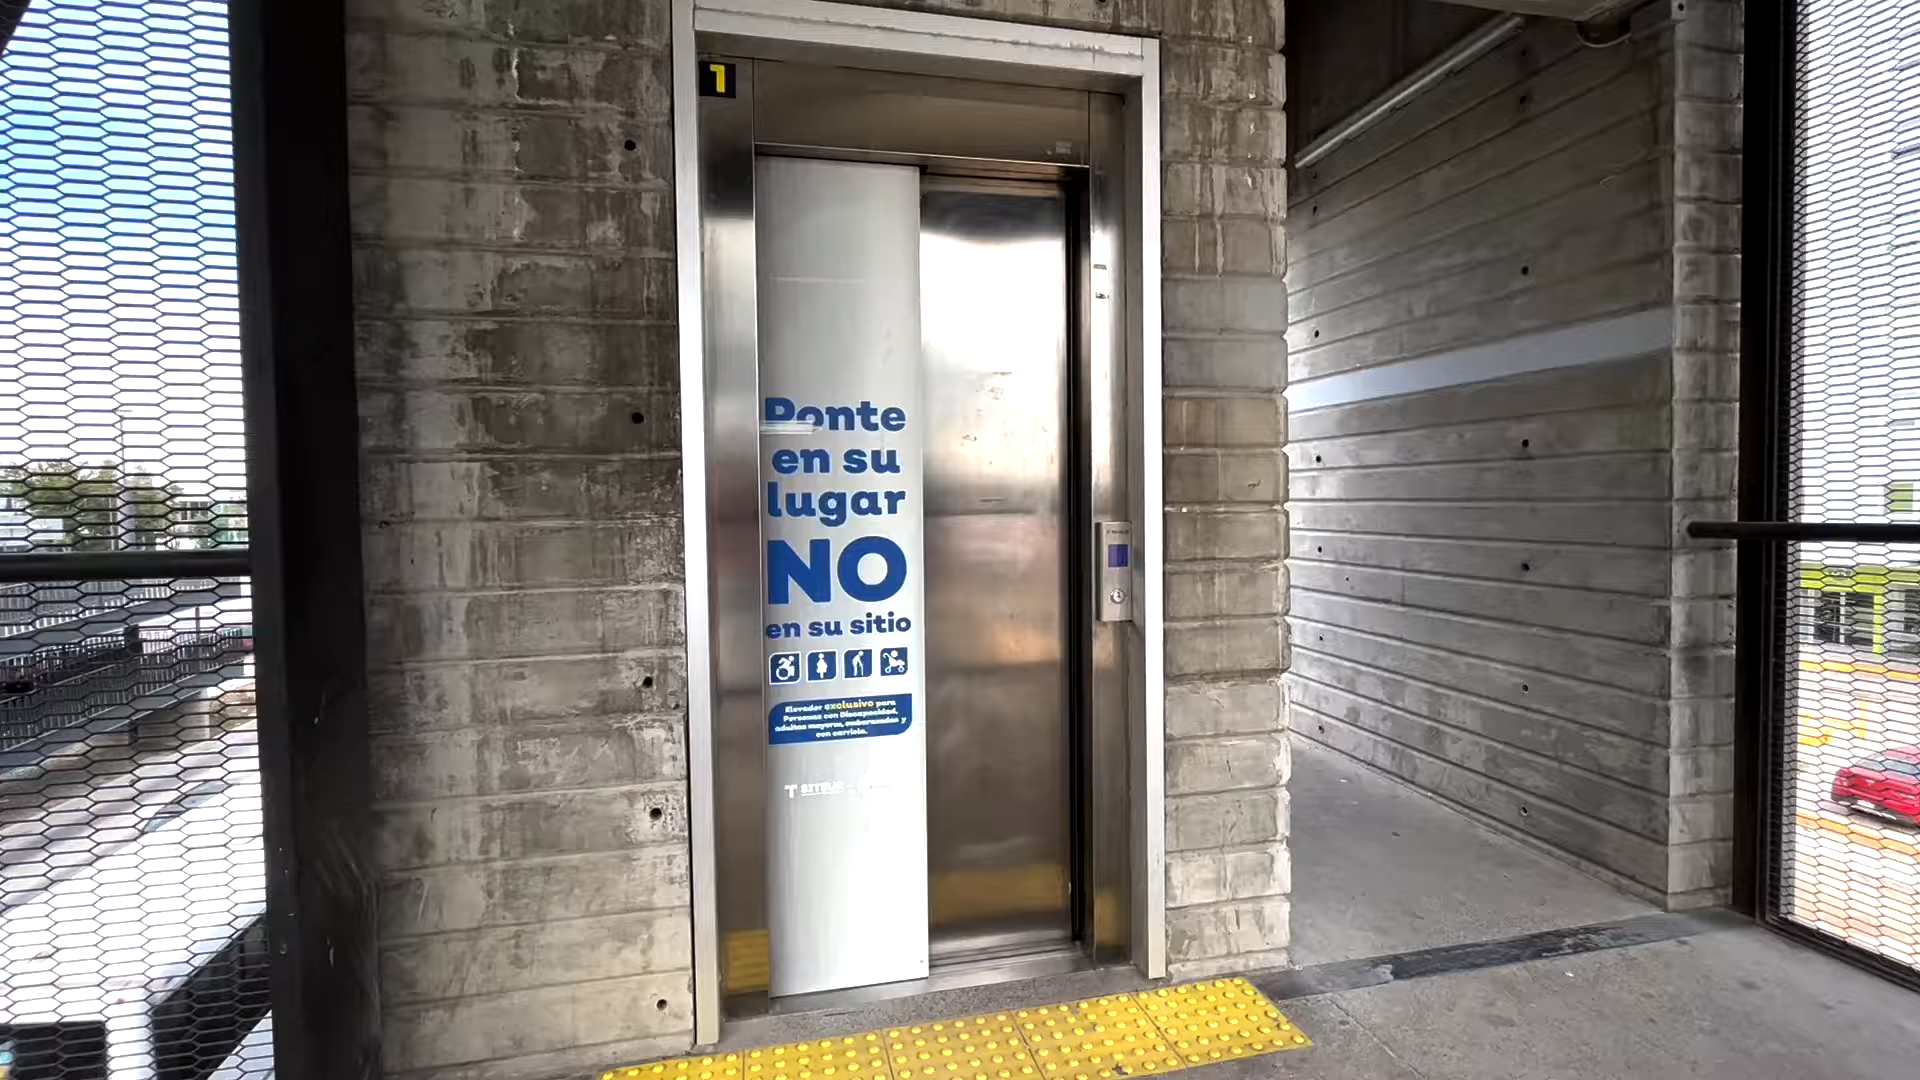 1
Ponte
en su
lugar
NO
en su sitio
Elevador exclusivo para
Personas con Discapacidad,
adultos mayores, embarazadas y
con carriola.
SITEUR